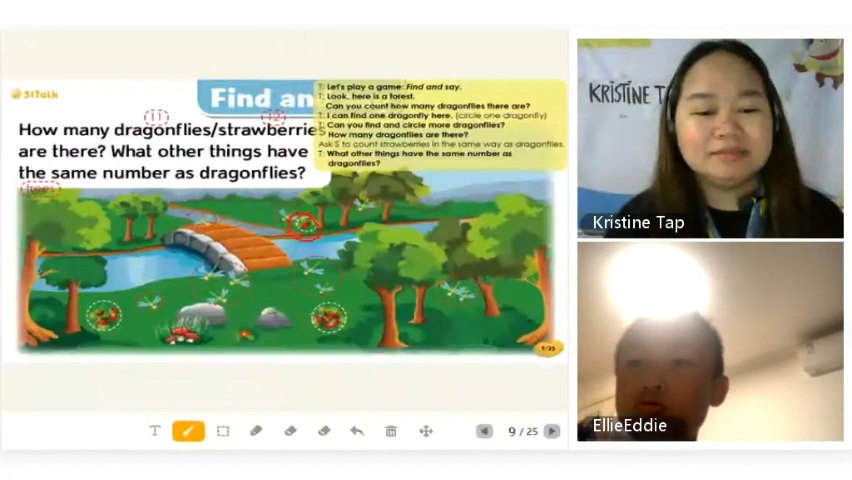 51Talk
Find an
11
12
How many dragonflies/strawberries
are there? What other things have
the same number as dragonflies?
trees
T: Let's play a game: Find and say.
T: Look, here is a forest.
Can you count how many dragonflies there are?
T: I can find one dragonfly here. (circle one dragonfly)
T: Can you find and circle more dragonflies?
How many dragonflies are there?
Ask S to count strawberries in the same way as dragonflies.
T: What other things have the same number as
dragonflies?
9/25
T
9 / 25
KRISTINE T
Kristine Tap
EllieEddie